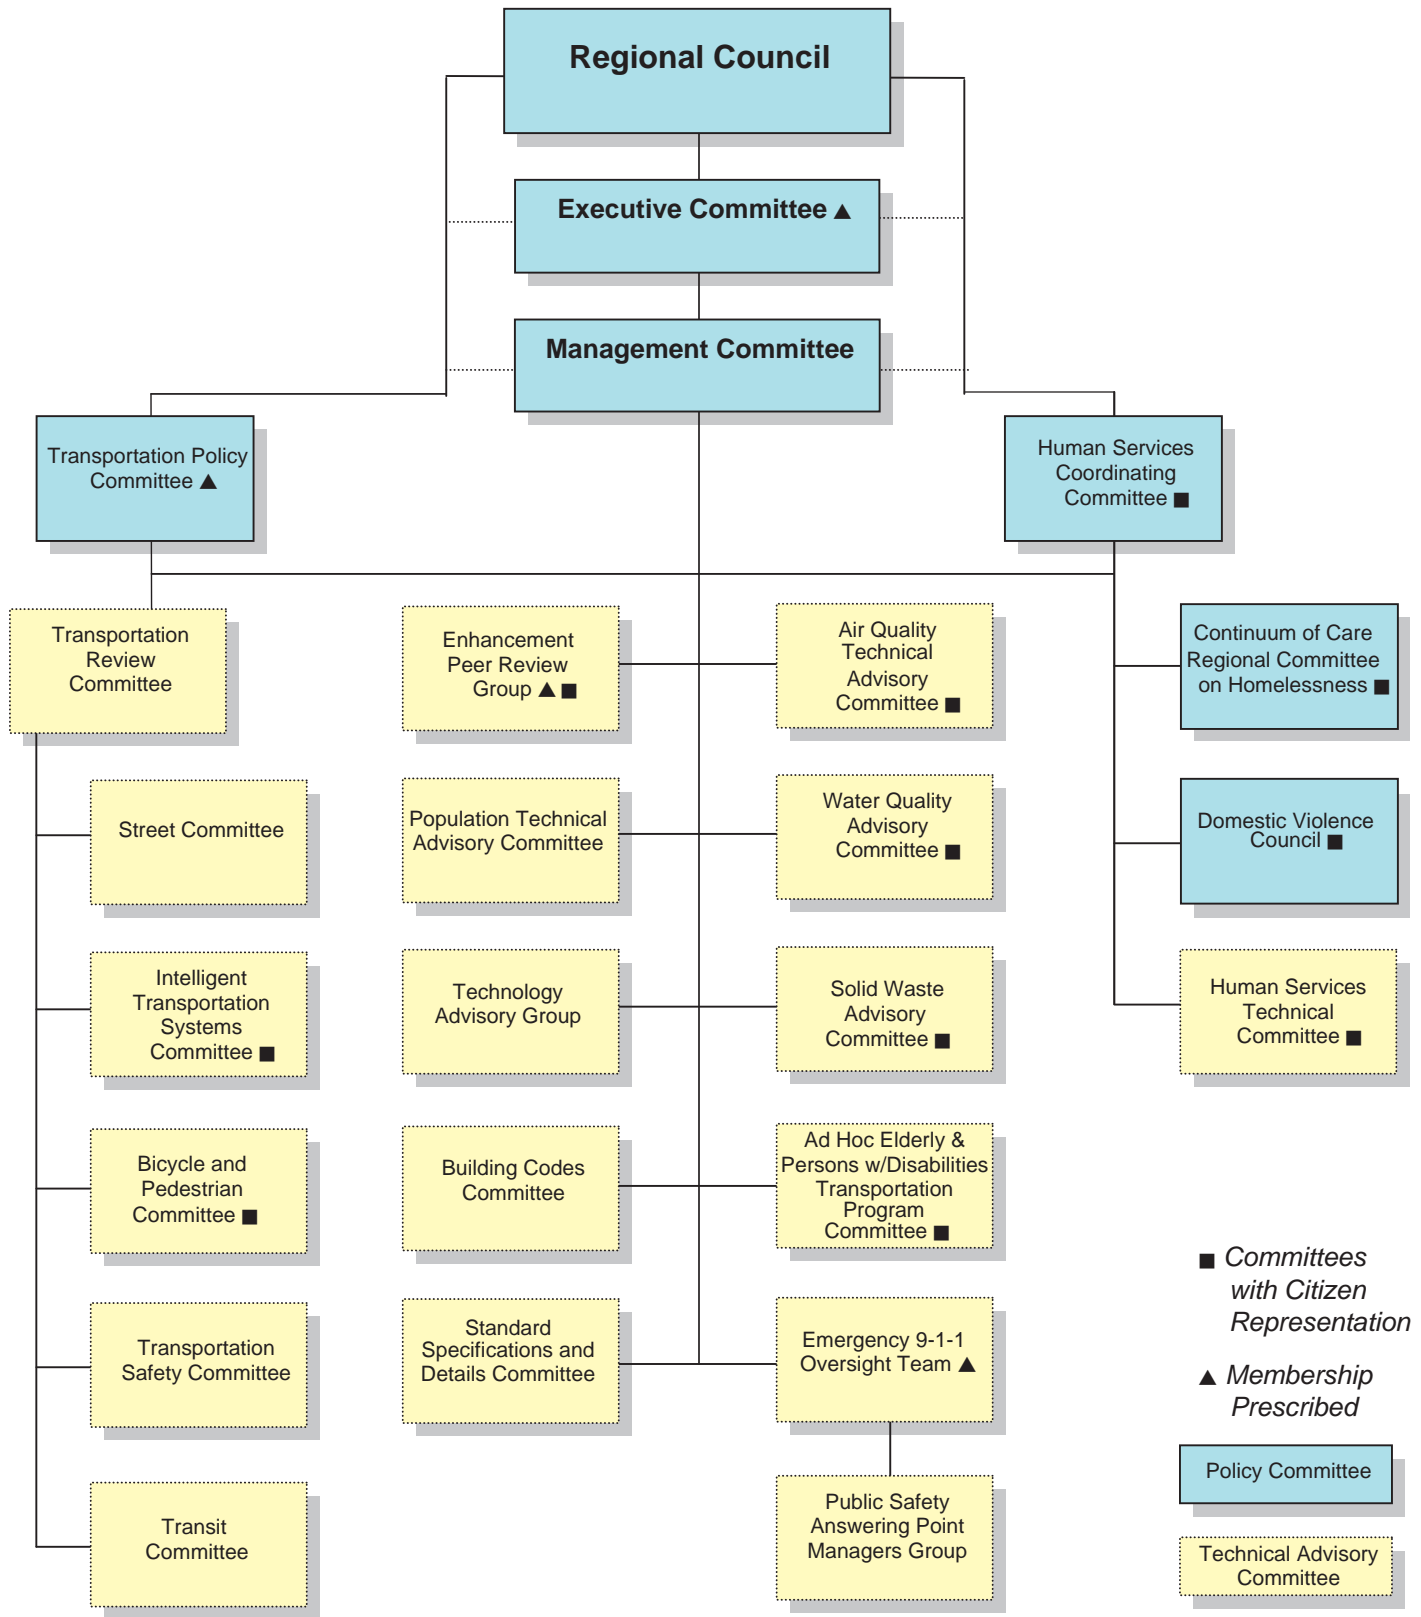 Regional Council
Executive Committee ▲
Management Committee
Transportation Policy
Committee ▲
Human Services
Coordinating
Committee ■
Transportation
Review
Committee
Enhancement
Peer Review
Group ▲ ■
Air Quality
Technical
Advisory
Committee ■
Continuum of Care
Regional Committee
on Homelessness ■
Street Committee
Population Technical
Advisory Committee
Water Quality
Advisory
Committee ■
Domestic Violence
Council ■
Intelligent
Transportation
Systems
Committee ■
Technology
Advisory Group
Solid Waste
Advisory
Committee ■
Human Services
Technical
Committee ■
Bicycle and
Pedestrian
Committee ■
Building Codes
Committee
Ad Hoc Elderly &
Persons w/Disabilities
Transportation
Program
Committee ■
Transportation
Safety Committee
Standard
Specifications and
Details Committee
Emergency 9-1-1
Oversight Team ▲
Transit
Committee
Public Safety
Answering Point
Managers Group
■ Committees
with Citizen
Representation
▲ Membership
Prescribed
Policy Committee
Technical Advisory
Committee